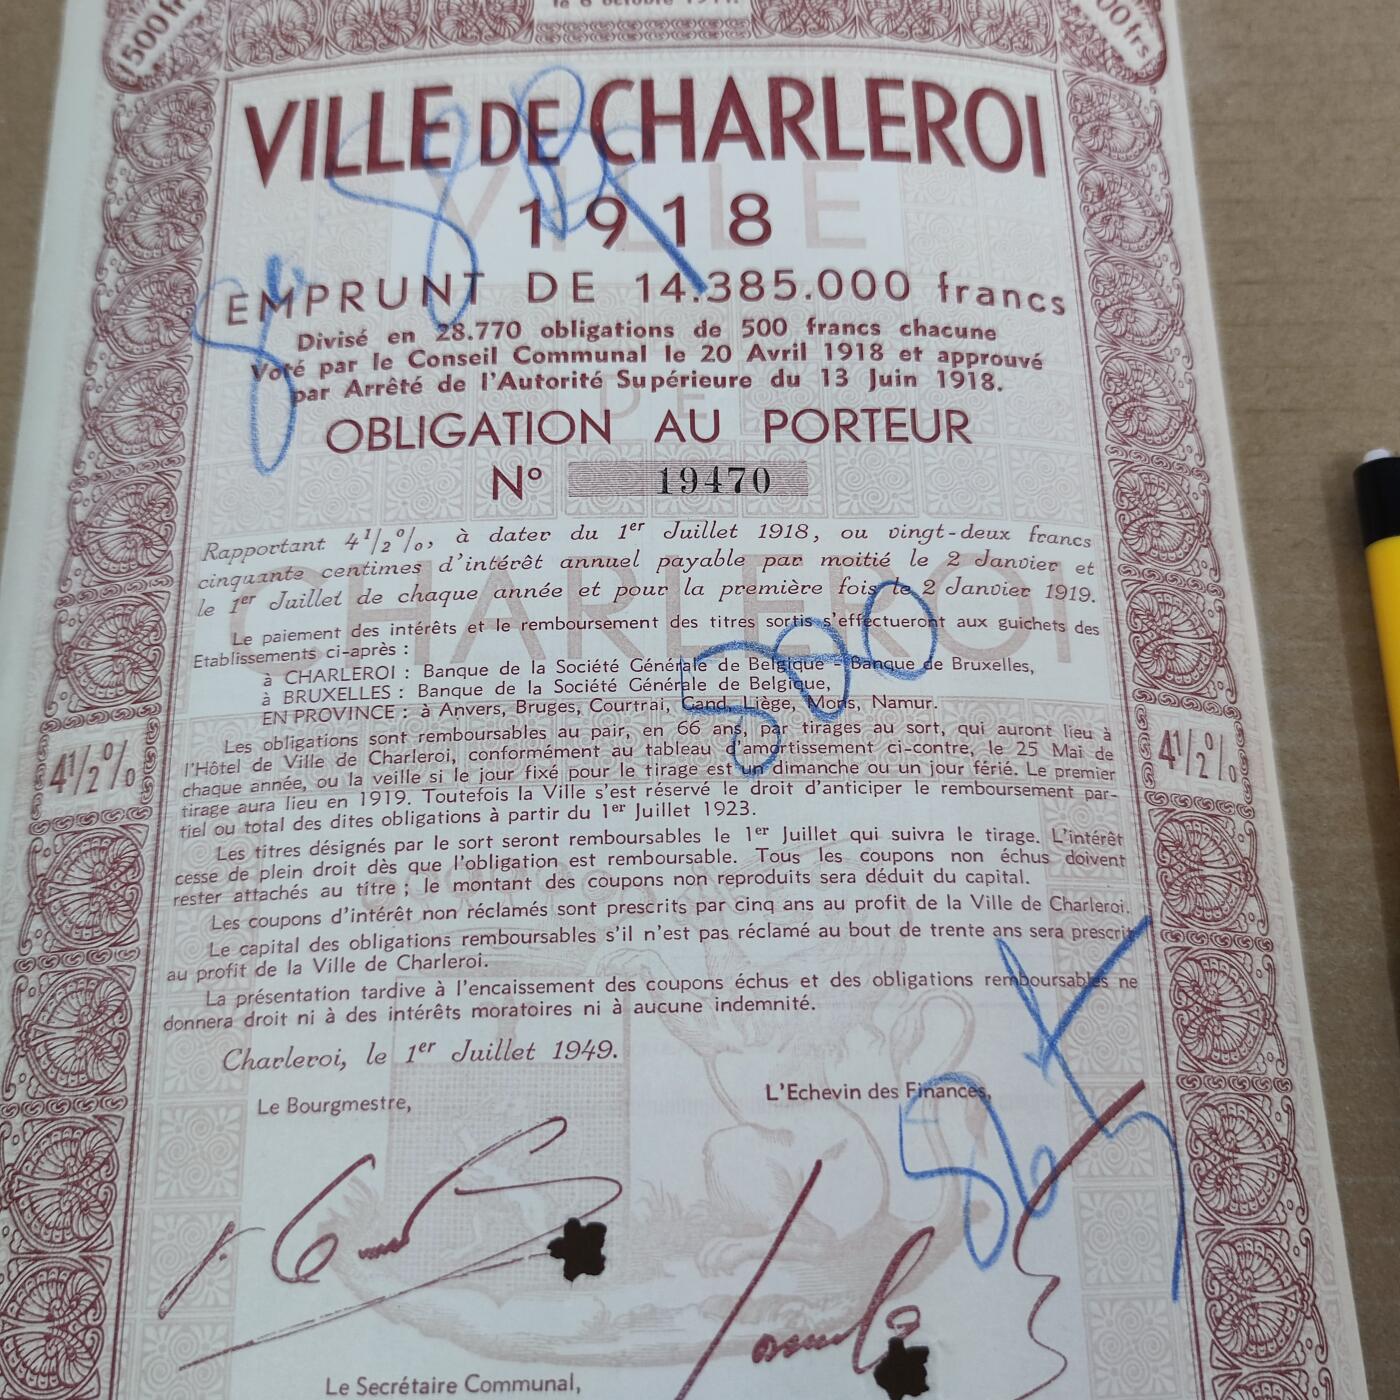 500 frs
le 8 octobre 1911.
00 frs
VILLE DE CHARLEROI
1918
EMPRUNT DE 14.385.000 francs
Divisé en 28.770 obligations de 500 francs chacune
Voté par le Conseil Communal le 20 Avril 1918 et approuvé
par Arrêté de l'Autorité Supérieure du 13 Juin 1918.
OBLIGATION AU PORTEUR
N° 19470
Rapportant 4 1/2 %, à dater du 1er Juillet 1918, ou vingt-deux francs
cinquante centimes d'intérêt annuel payable par moitié le 2 Janvier et
le 1er Juillet de chaque année et pour la première fois le 2 Janvier 1919.
Le paiement des intérêts et le remboursement des titres sortis s'effectueront aux guichets des
Etablissements ci-après :
à CHARLEROI : Banque de la Société Générale de Belgique - Banque de Bruxelles,
à BRUXELLES : Banque de la Société Générale de Belgique,
EN PROVINCE : à Anvers, Bruges, Courtrai, Gand, Liège, Mons, Namur.
Les obligations sont remboursables au pair, en 66 ans, par tirages au sort, qui auront lieu à
l'Hôtel de Ville de Charleroi, conformément au tableau d'amortissement ci-contre, le 25 Mai de
chaque année, ou la veille si le jour fixé pour le tirage est un dimanche ou un jour férié. Le premier
tirage aura lieu en 1919. Toutefois la Ville s'est réservé le droit d'anticiper le remboursement par-
tiel ou total des dites obligations à partir du 1er Juillet 1923.
4 1/2 %
4 1/2 %
Les titres désignés par le sort seront remboursables le 1er Juillet qui suivra le tirage. L'intérêt
cesse de plein droit dès que l'obligation est remboursable. Tous les coupons non échus doivent
rester attachés au titre ; le montant des coupons non reproduits sera déduit du capital.
Les coupons d'intérêt non réclamés sont prescrits par cinq ans au profit de la Ville de Charleroi.
Le capital des obligations remboursables s'il n'est pas réclamé au bout de trente ans sera prescrit
au profit de la Ville de Charleroi.
La présentation tardive à l'encaissement des coupons échus et des obligations remboursables ne
donnera droit ni à des intérêts moratoires ni à aucune indemnité.
Charleroi, le 1er Juillet 1949.
Le Bourgmestre,
L'Echevin des Finances,
Le Secrétaire Communal,
VILLE
DE
CHARLEROI